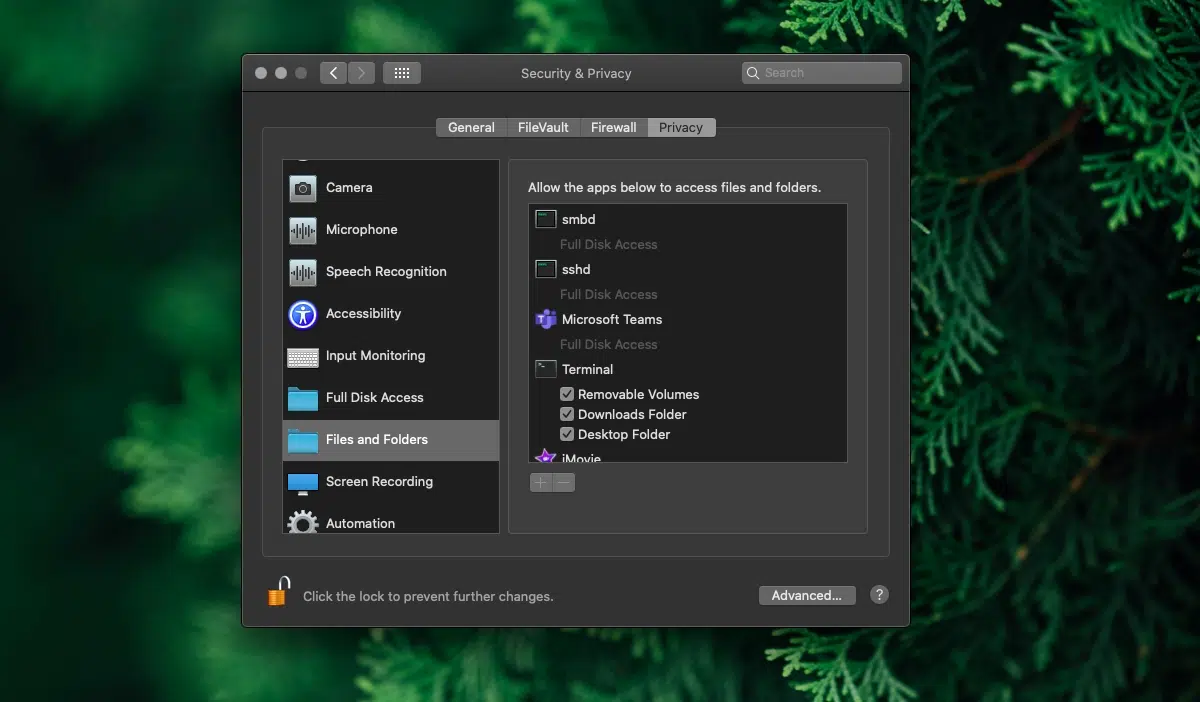 Security & Privacy
Search
General FileVault Firewall Privacy
Camera
Microphone
Speech Recognition
Accessibility
Input Monitoring
Full Disk Access
Files and Folders
Screen Recording
Automation
Allow the apps below to access files and folders.
smbd
Full Disk Access
sshd
Full Disk Access
Microsoft Teams
Full Disk Access
Terminal
Removable Volumes
Downloads Folder
Desktop Folder
iMovie
Click the lock to prevent further changes.
Advanced... ?